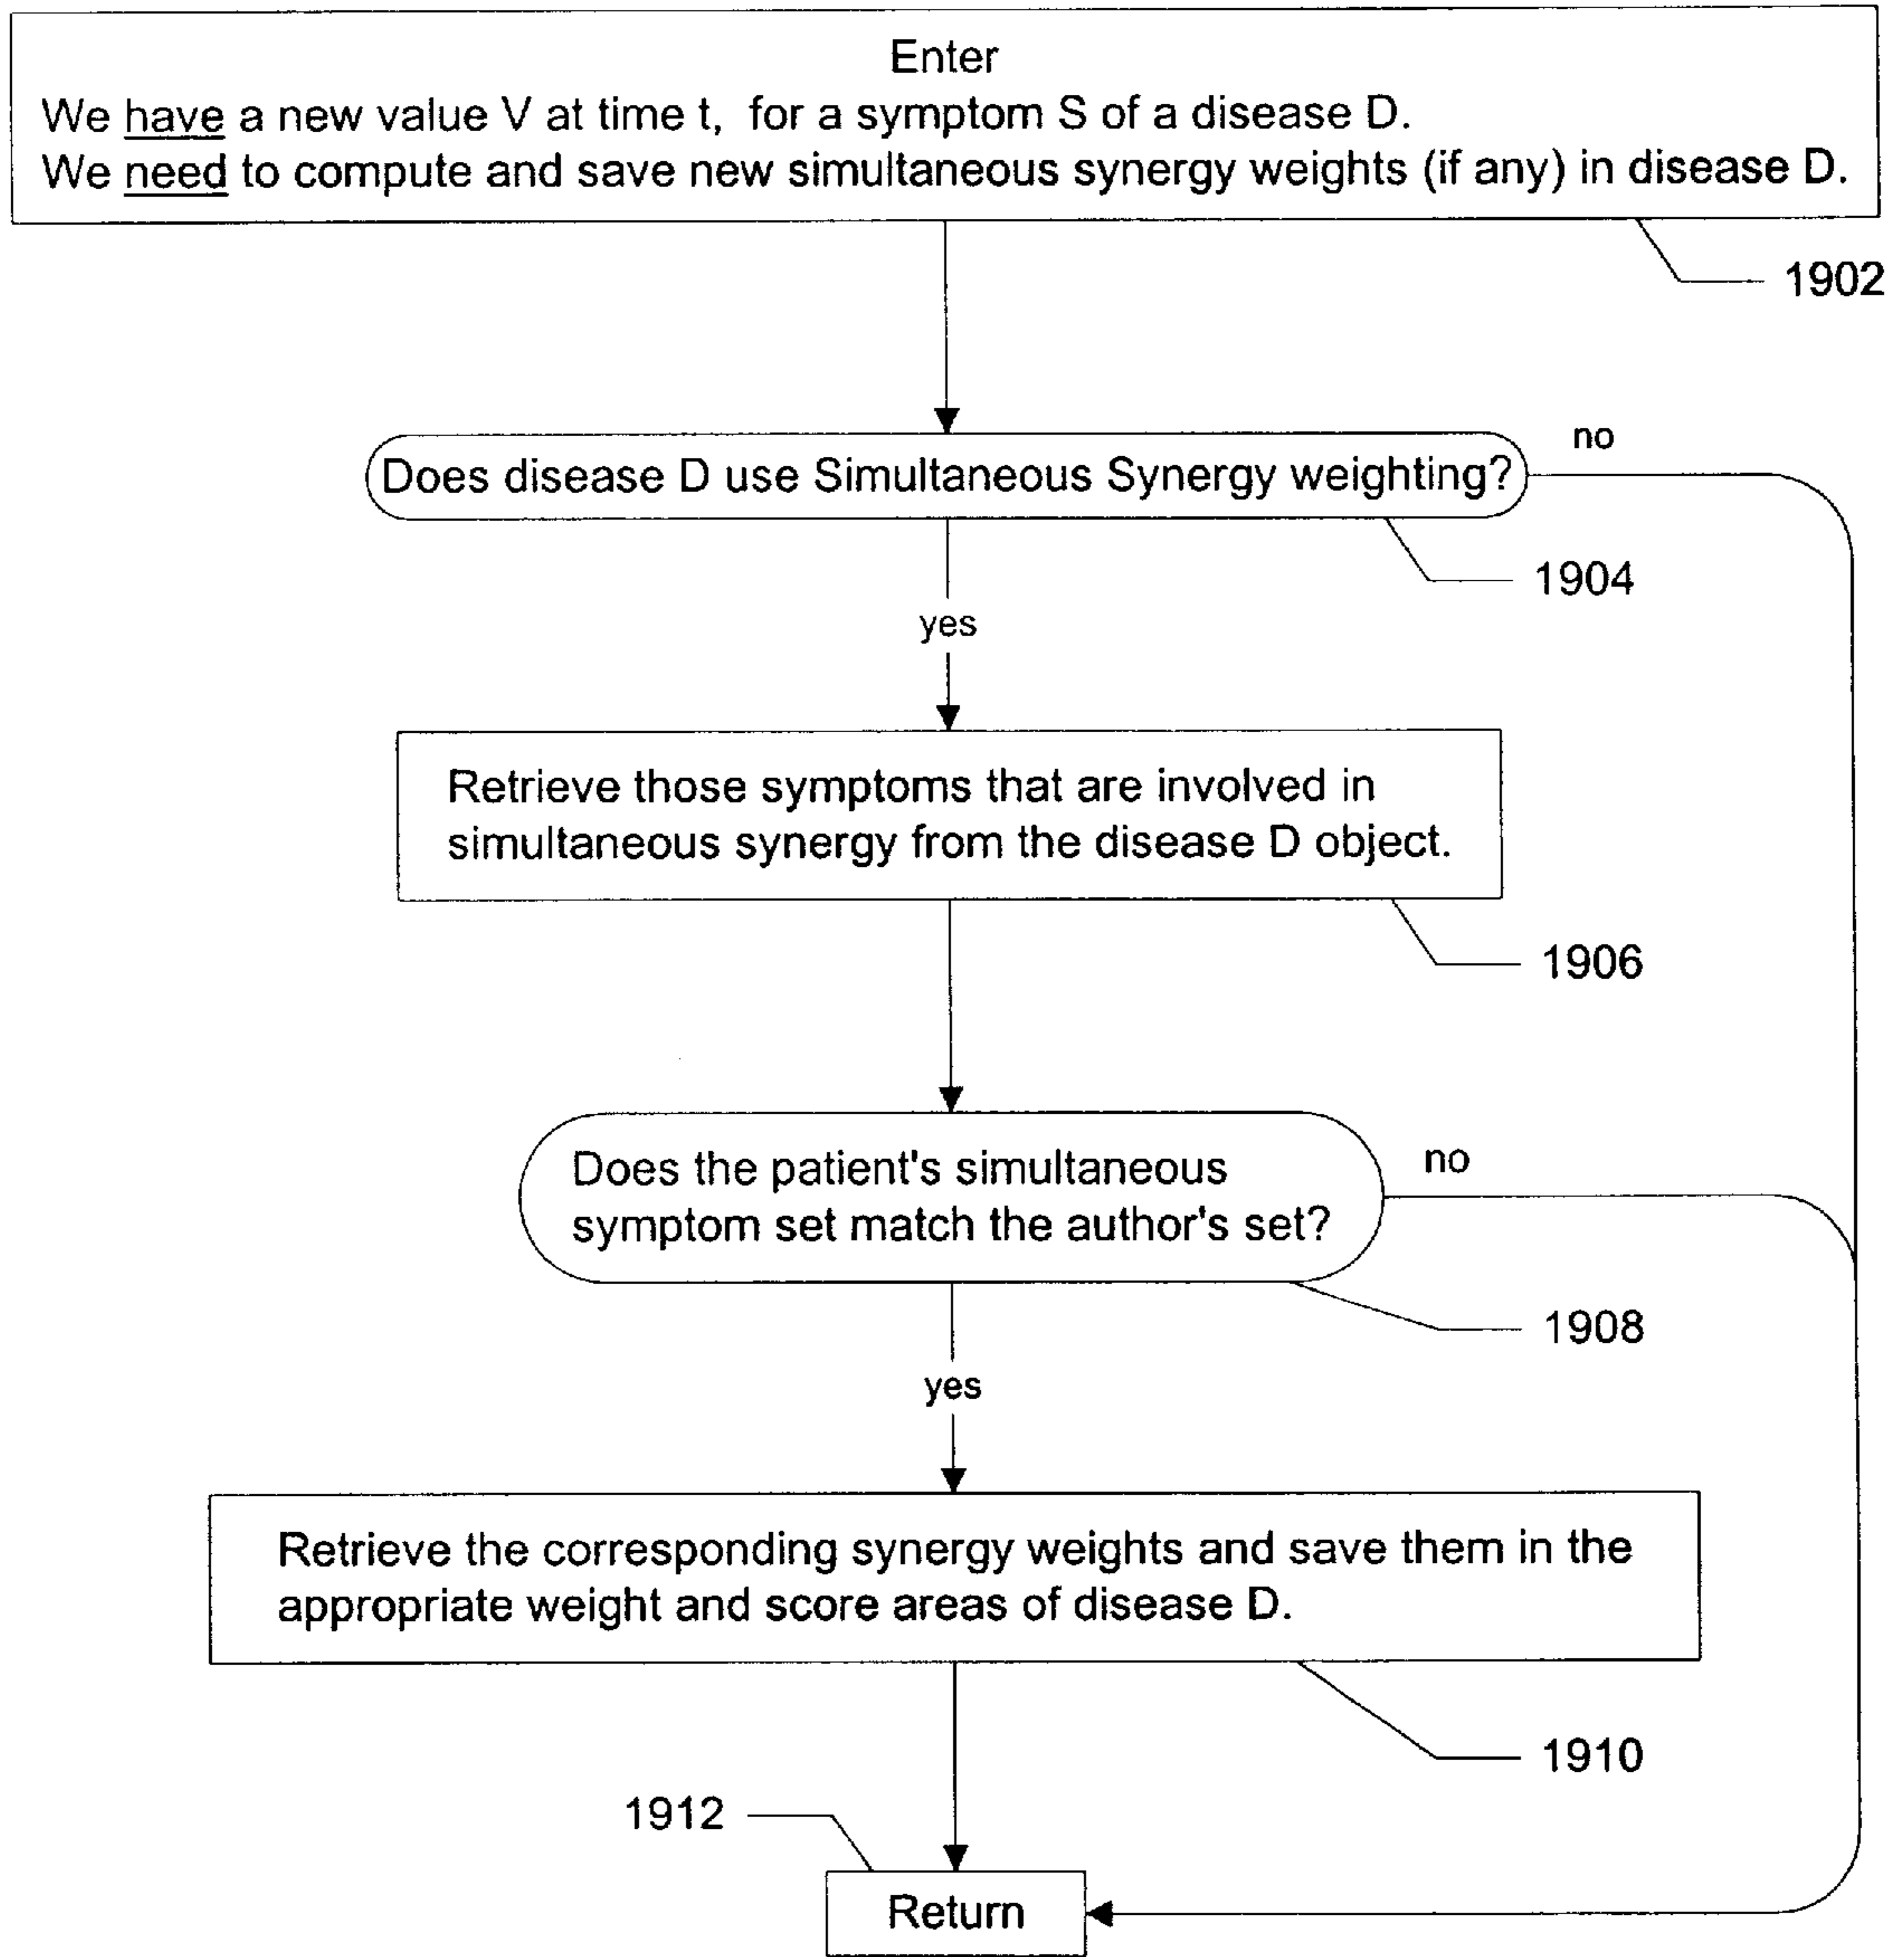 Enter
We have a new value V at time t, for a symptom S of a disease D.
We need to compute and save new simultaneous synergy weights (if any) in disease D.
1902
Does disease D use Simultaneous Synergy weighting?
no
1904
yes
Retrieve those symptoms that are involved in
simultaneous synergy from the disease D object.
1906
Does the patient's simultaneous
symptom set match the author's set?
no
1908
yes
Retrieve the corresponding synergy weights and save them in the
appropriate weight and score areas of disease D.
1910
1912
Return